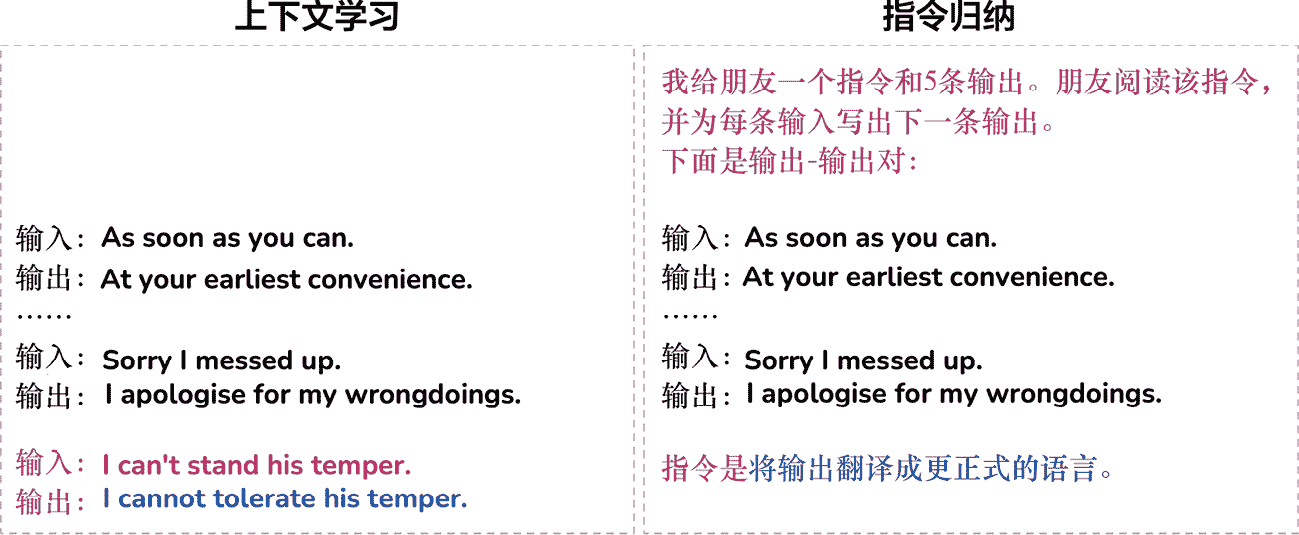 上下文学习
输入：As soon as you can.
输出：At your earliest convenience.
……
输入：Sorry I messed up.
输出：I apologise for my wrongdoings.
输入：I can't stand his temper.
输出：I cannot tolerate his temper.
指令归纳
我给朋友一个指令和5条输出。朋友阅读该指令，
并为每条输入写出下一条输出。
下面是输出-输出对：
输入：As soon as you can.
输出：At your earliest convenience.
……
输入：Sorry I messed up.
输出：I apologise for my wrongdoings.
指令是将输出翻译成更正式的语言。